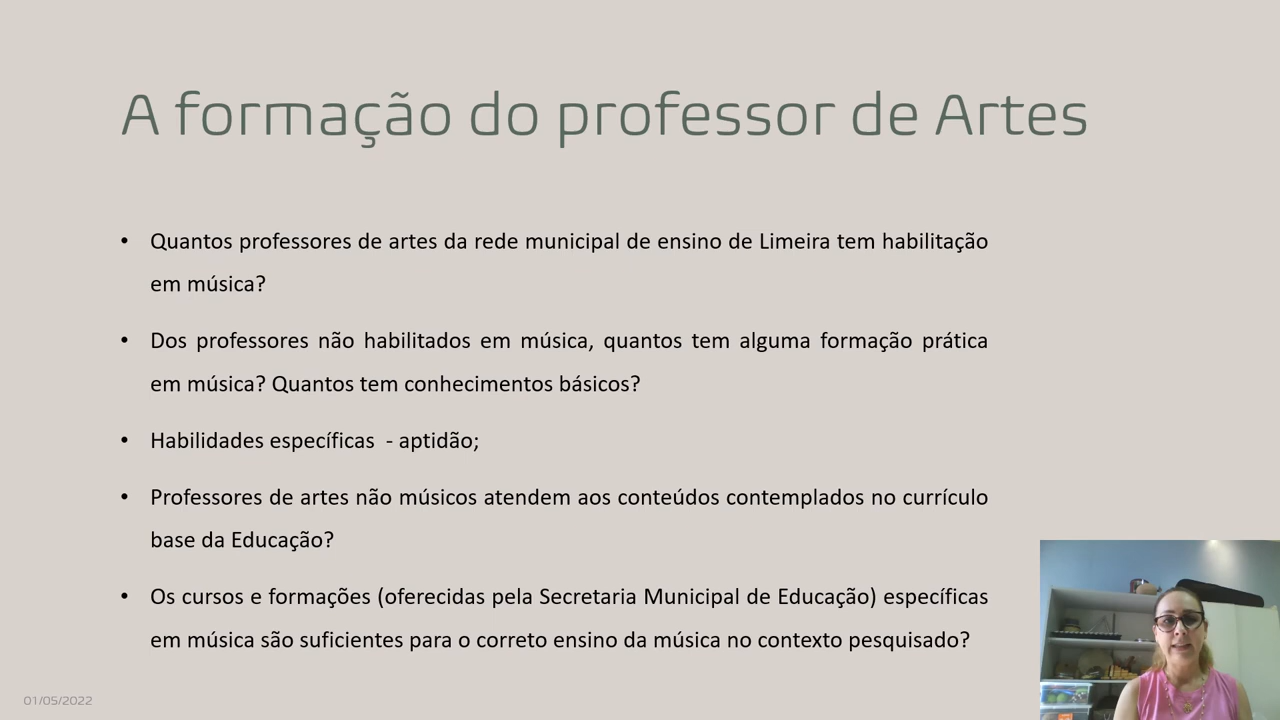 A formação do professor de Artes
• Quantos professores de artes da rede municipal de ensino de Limeira tem habilitação
em música?
• Dos professores não habilitados em música, quantos tem alguma formação prática
em música? Quantos tem conhecimentos básicos?
• Habilidades específicas - aptidão;
• Professores de artes não músicos atendem aos conteúdos contemplados no currículo
base da Educação?
• Os cursos e formações (oferecidas pela Secretaria Municipal de Educação) específicas
em música são suficientes para o correto ensino da música no contexto pesquisado?
01/05/2022